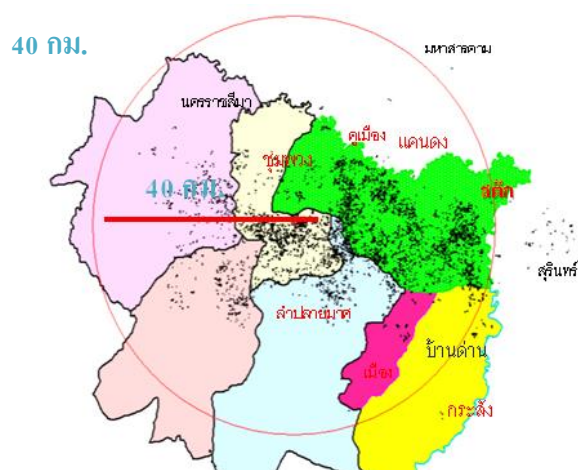 40 กม.
มหาสารคาม
นครราชสีมา
คูเมือง
แคนดง
ชุมพวง
40 กม.
สตึก
สุรินทร์
ลำปลายมาศ
บ้านด่าน
เมือง
กระสัง